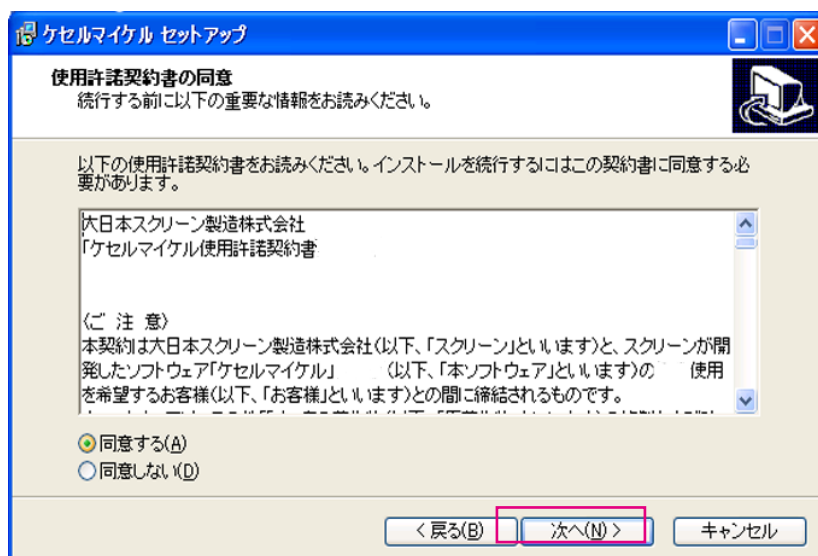 ケセルマイケル セットアップ
使用許諾契約書の同意
続行する前に以下の重要な情報をお読みください。
以下の使用許諾契約書をお読みください。インストールを続行するにはこの契約書に同意する必
要があります。
大日本スクリーン製造株式会社
「ケセルマイケル使用許諾契約書
〈ご 注 意〉
本契約は大日本スクリーン製造株式会社(以下、「スクリーン」といいます)と、スクリーンが開
発したソフトウェア「ケセルマイケル」 (以下、「本ソフトウェア」といいます)の 使用
を希望するお客様(以下、「お客様」といいます)との間に締結されるものです。
同意する(A)
同意しない(D)
< 戻る(B) 次へ(N) > キャンセル